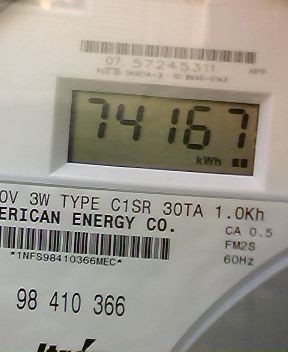 07 57245311
74167
kWh
0V 3W TYPE C1SR 30TA 1.0Kh
ERICAN ENERGY CO.
CA 0.5
FM2S
*1NFS98410366MEC*
60Hz
98 410 366